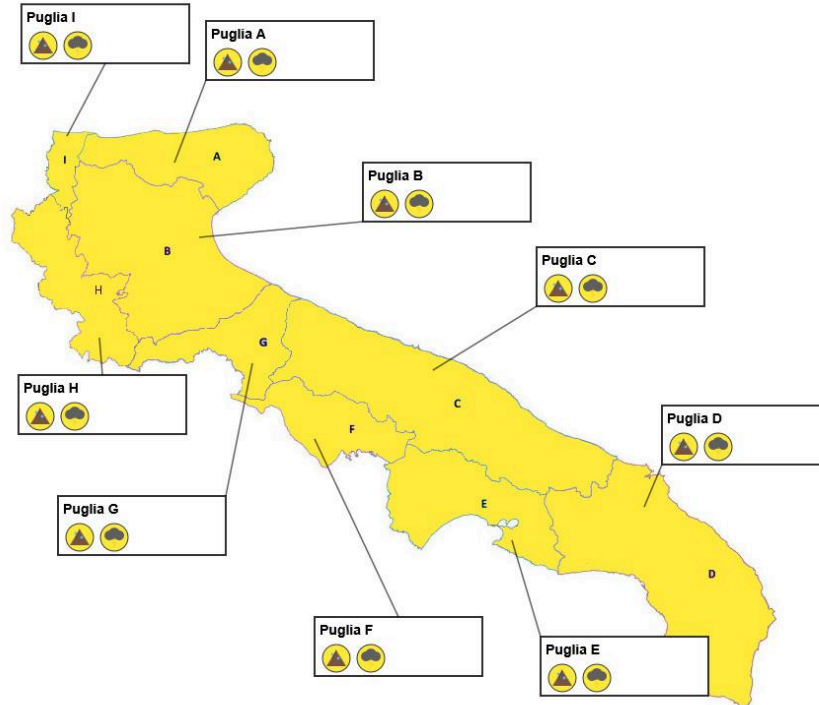 Puglia I
Puglia A
I
A
Puglia B
B
Puglia C
H
G
Puglia H
C
F
Puglia D
Puglia G
E
D
Puglia F
Puglia E